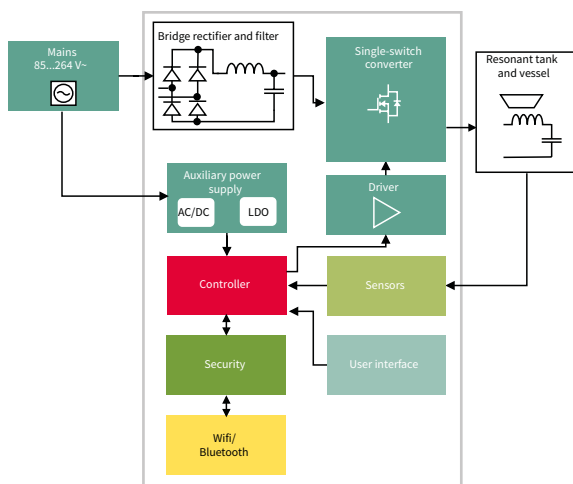 Mains
85...264 V~
Bridge rectifier and filter
Single-switch
converter
Resonant tank
and vessel
Auxiliary power
supply
AC/DC
LDO
Driver
Controller
Sensors
Security
User interface
Wifi/
Bluetooth